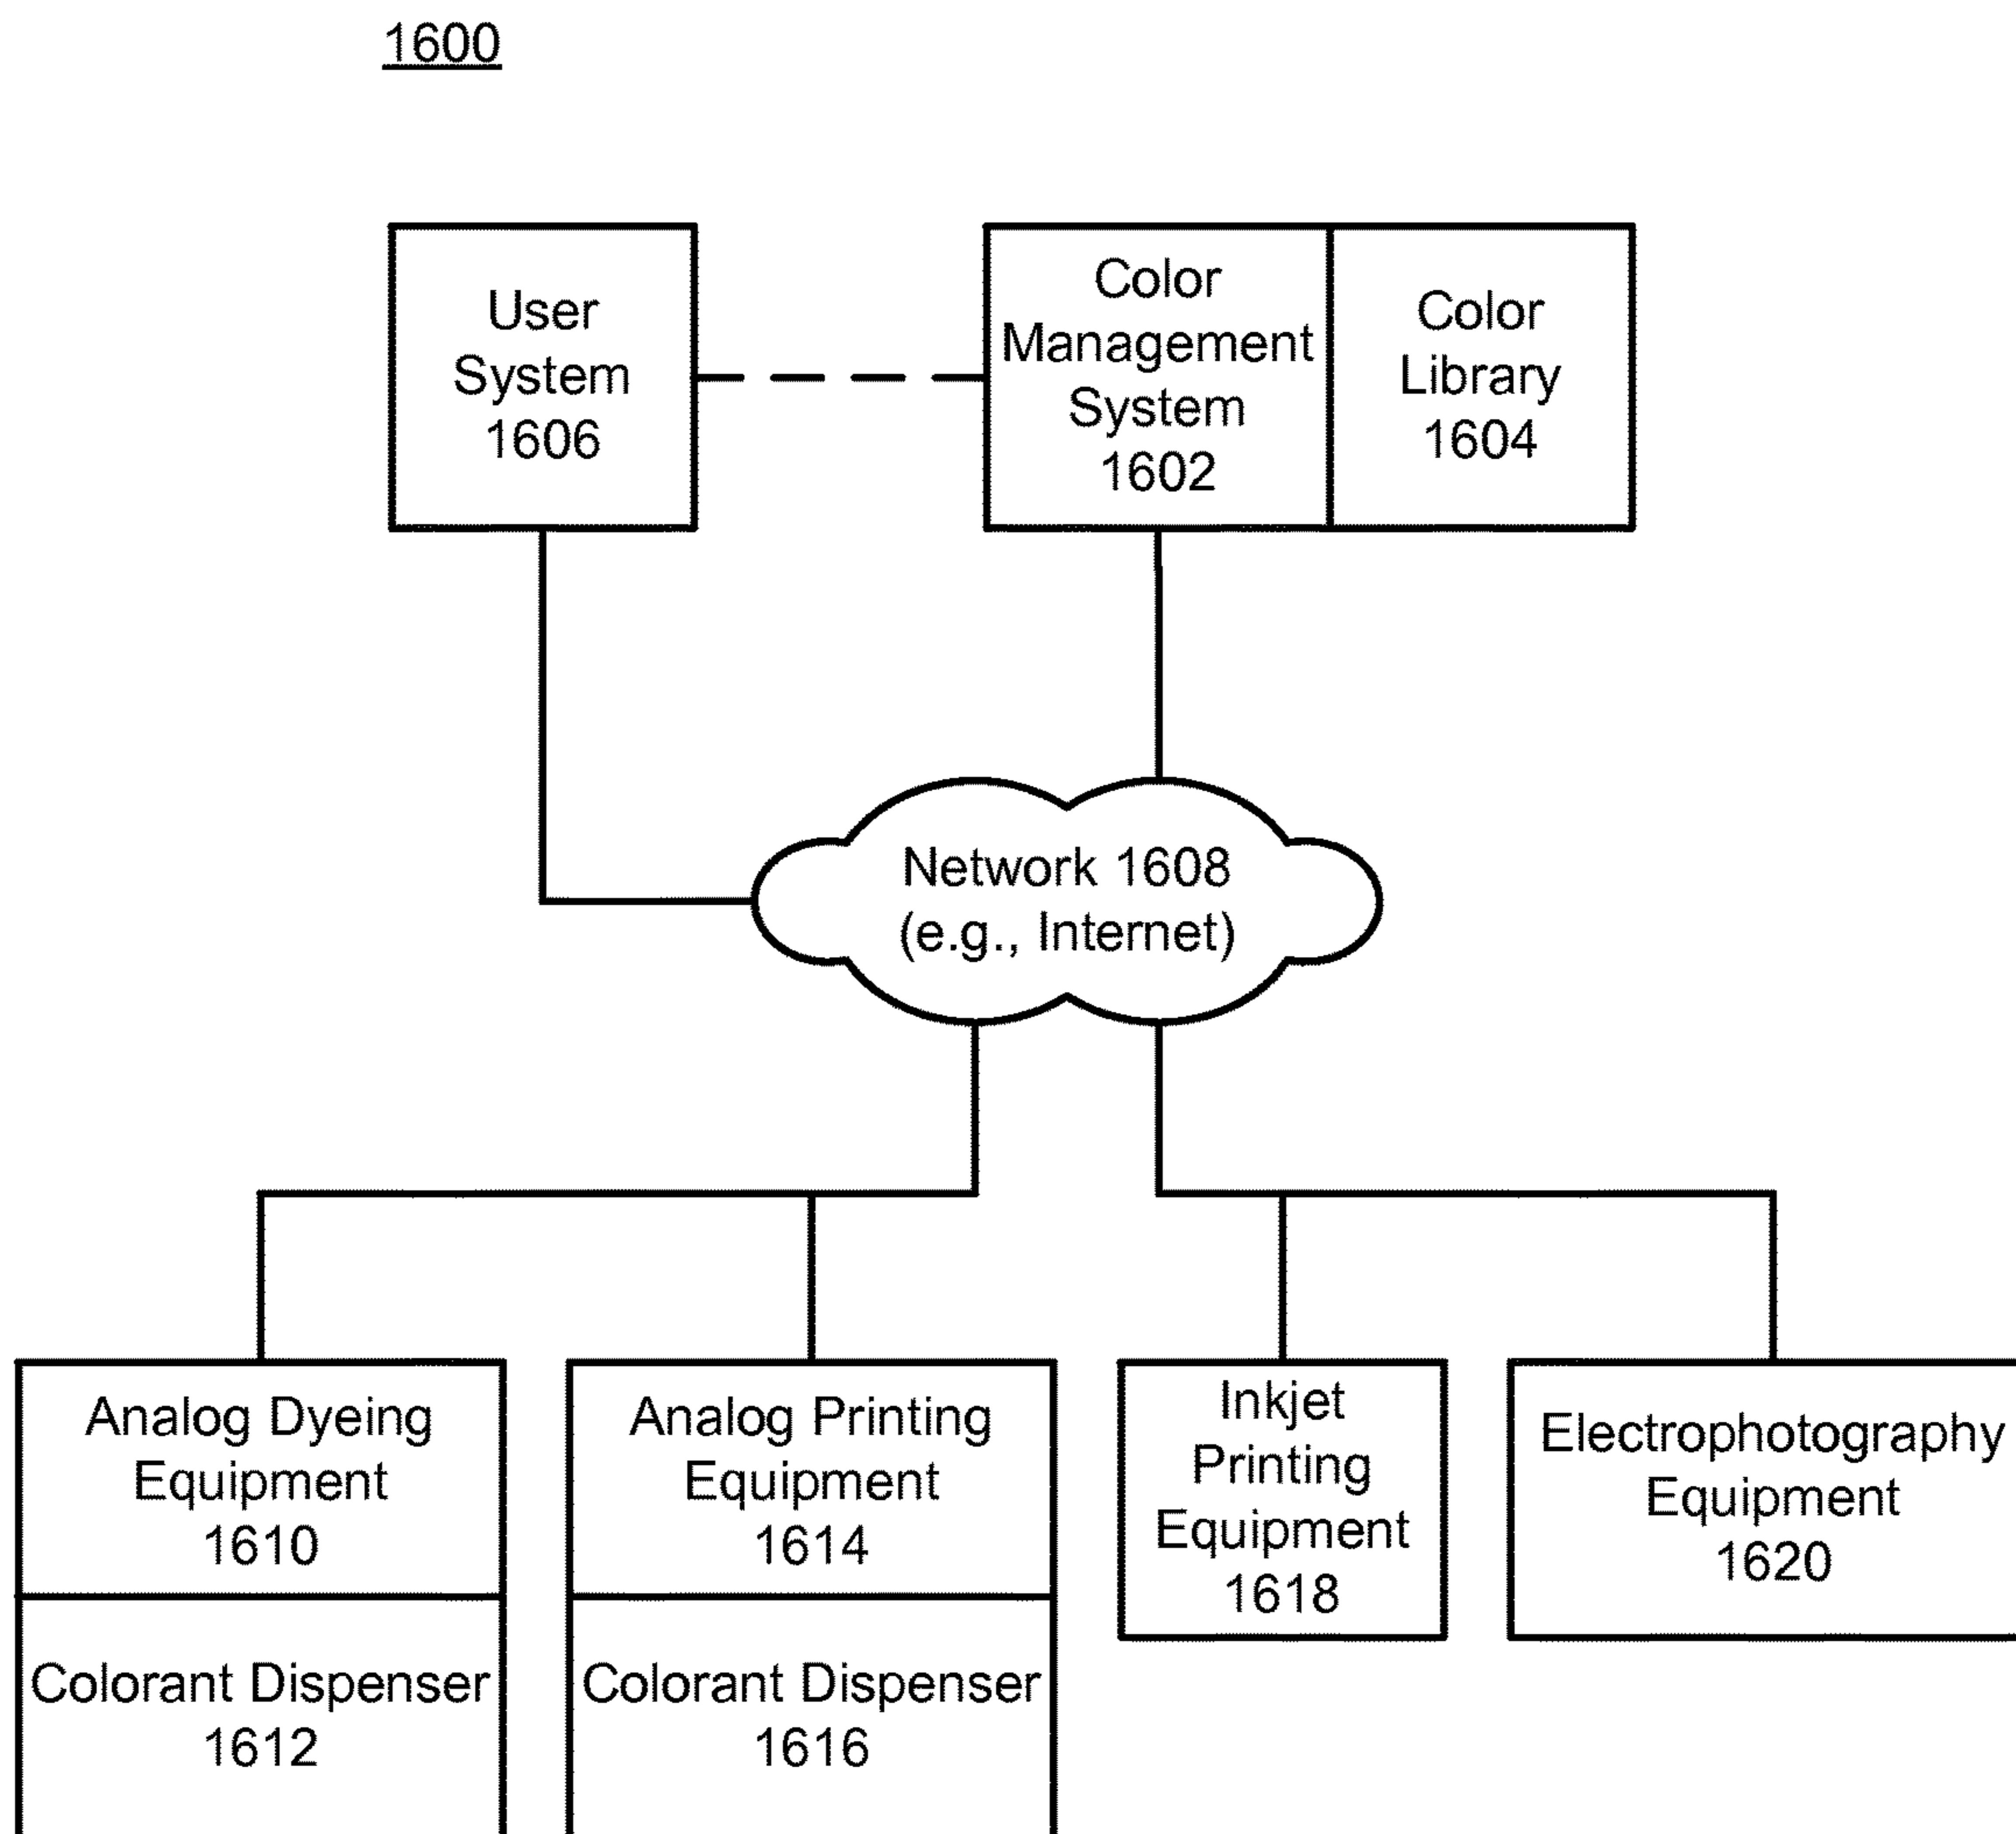 1600
User
System
1606
Color
Management
System
1602
Color
Library
1604
Network 1608
(e.g., Internet)
Analog Dyeing
Equipment
1610
Colorant Dispenser
1612
Analog Printing
Equipment
1614
Colorant Dispenser
1616
Inkjet
Printing
Equipment
1618
Electrophotography
Equipment
1620